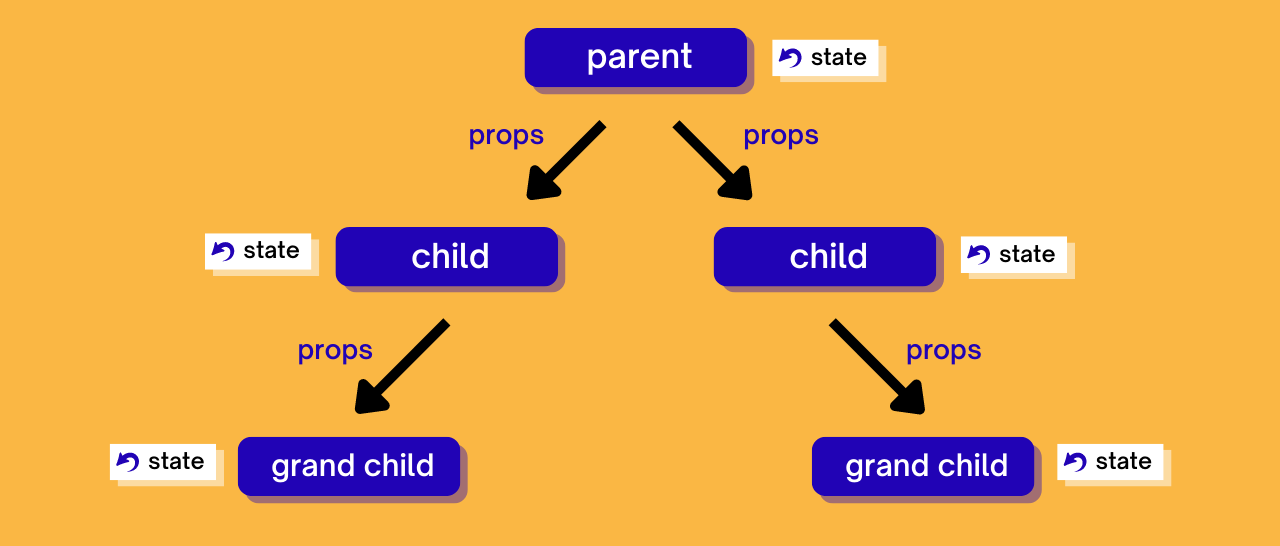 parent
state
props
props
state
child
child
state
props
props
state
grand child
grand child
state